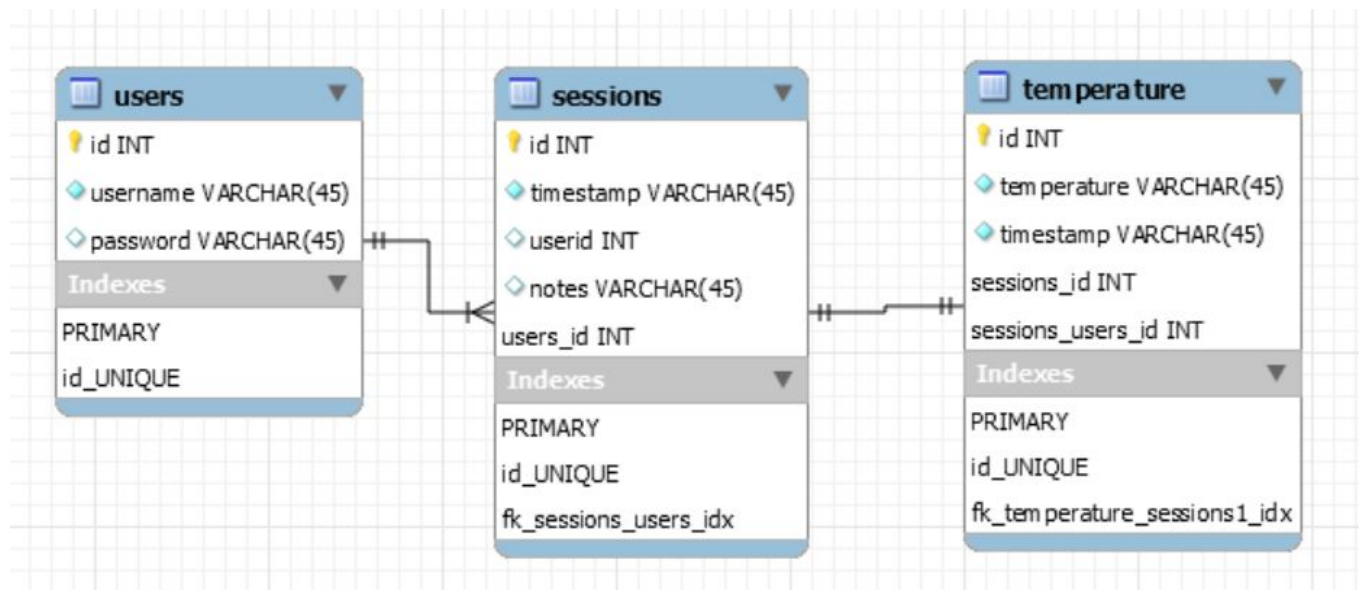 users
id INT
username VARCHAR(45)
password VARCHAR(45)
Indexes
PRIMARY
id_UNIQUE
sessions
id INT
timestamp VARCHAR(45)
userid INT
notes VARCHAR(45)
users_id INT
Indexes
PRIMARY
id_UNIQUE
fk_sessions_users_idx
temperature
id INT
temperature VARCHAR(45)
timestamp VARCHAR(45)
sessions_id INT
sessions_users_id INT
Indexes
PRIMARY
id_UNIQUE
fk_temperature_sessions1_idx